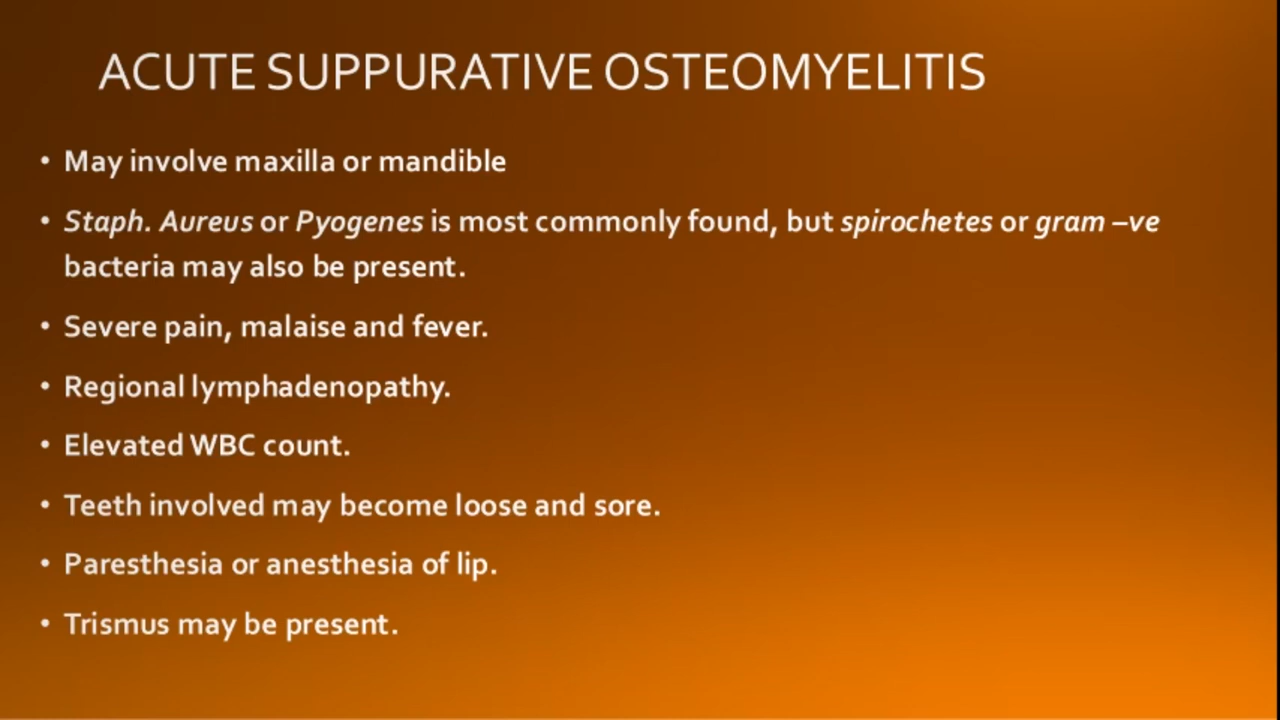 ACUTE SUPPURATIVE OSTEOMYELITIS
• May involve maxilla or mandible
• Staph. Aureus or Pyogenes is most commonly found, but spirochetes or gram –ve
bacteria may also be present.
• Severe pain, malaise and fever.
• Regional lymphadenopathy.
• Elevated WBC count.
• Teeth involved may become loose and sore.
• Paresthesia or anesthesia of lip.
• Trismus may be present.